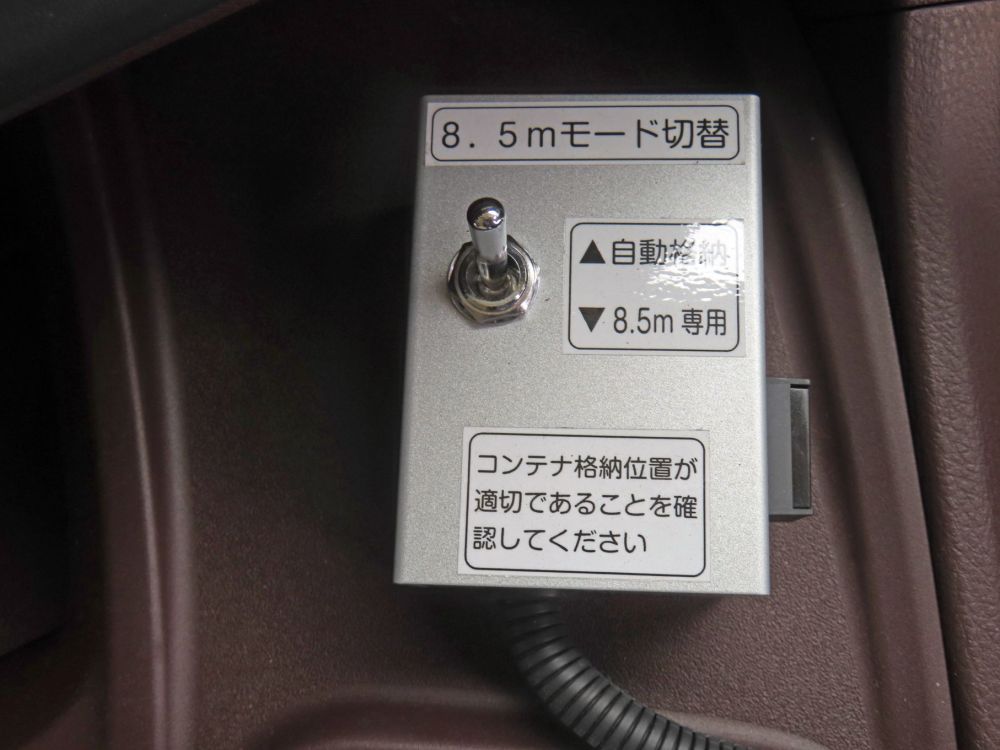 8．5mモード切替
▲自動格納
▼8.5m 専用
コンテナ格納位置が
適切であることを確
認してください